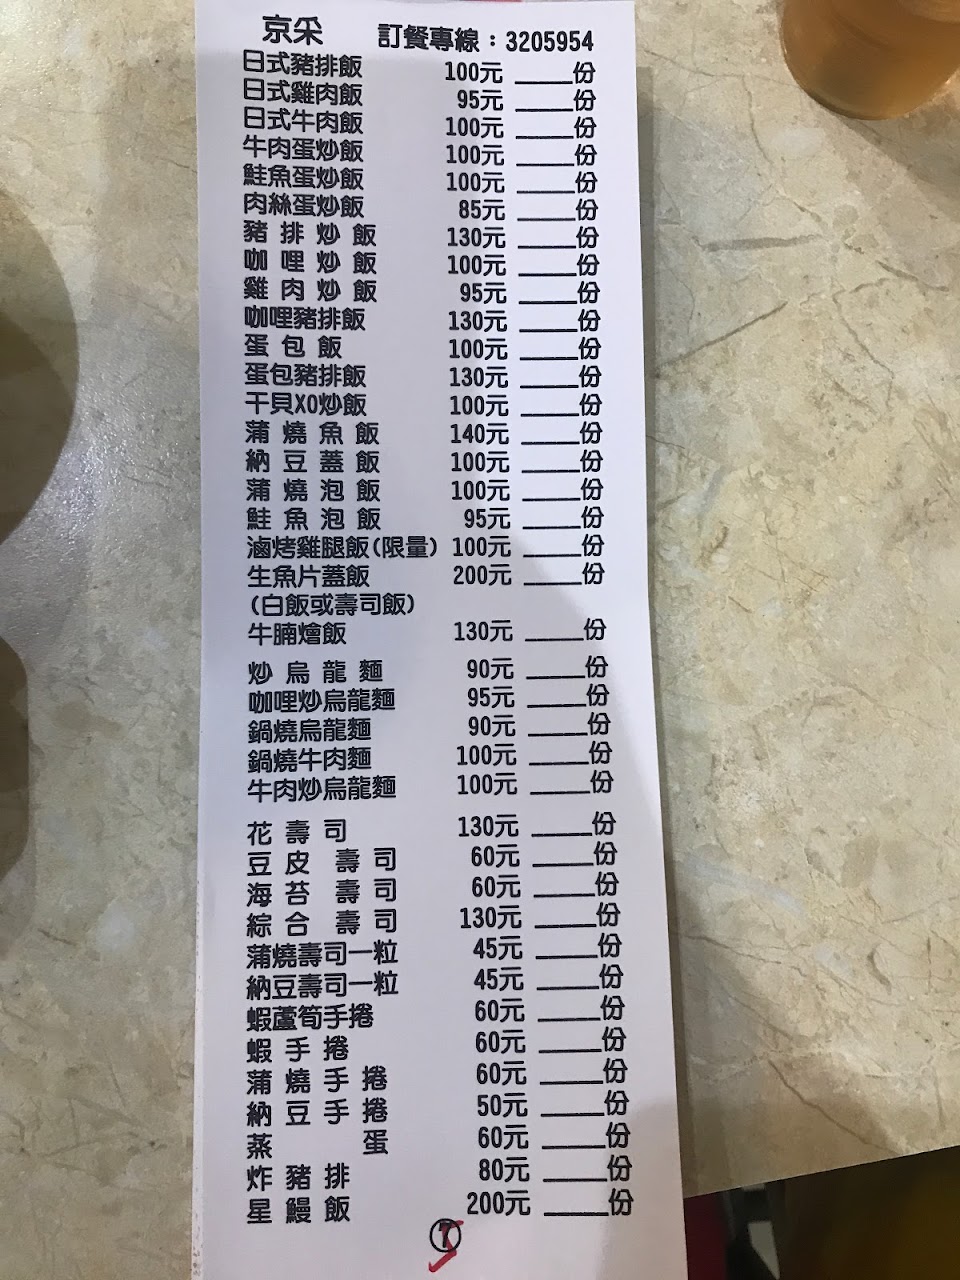 京采 訂餐專線：3205954
日式豬排飯 100元 ____份
日式雞肉飯 95元 ____份
日式牛肉飯 100元 ____份
牛肉蛋炒飯 100元 ____份
鮭魚蛋炒飯 100元 ____份
肉絲蛋炒飯 85元 ____份
豬排炒飯 130元 ____份
咖哩炒飯 100元 ____份
雞肉炒飯 95元 ____份
咖哩豬排飯 130元 ____份
蛋包飯 100元 ____份
蛋包豬排飯 130元 ____份
干貝XO炒飯 100元 ____份
蒲燒魚飯 140元 ____份
納豆蓋飯 100元 ____份
蒲燒泡飯 100元 ____份
鮭魚泡飯 95元 ____份
滷烤雞腿飯(限量) 100元 ____份
生魚片蓋飯 200元 ____份
(白飯或壽司飯)
牛腩燴飯 130元 ____份
炒烏龍麵 90元 ____份
咖哩炒烏龍麵 95元 ____份
鍋燒烏龍麵 90元 ____份
鍋燒牛肉麵 100元 ____份
牛肉炒烏龍麵 100元 ____份
花壽司 130元 ____份
豆皮 壽司 60元 ____份
海苔 壽司 60元 ____份
綜合 壽司 130元 ____份
蒲燒壽司一粒 45元 ____份
納豆壽司一粒 45元 ____份
蝦蘆筍手捲 60元 ____份
蝦手捲 60元 ____份
蒲燒手捲 60元 ____份
納豆手捲 50元 ____份
蒸蛋 60元 ____份
炸豬排 80元 ____份
星鰻飯 200元 ____份